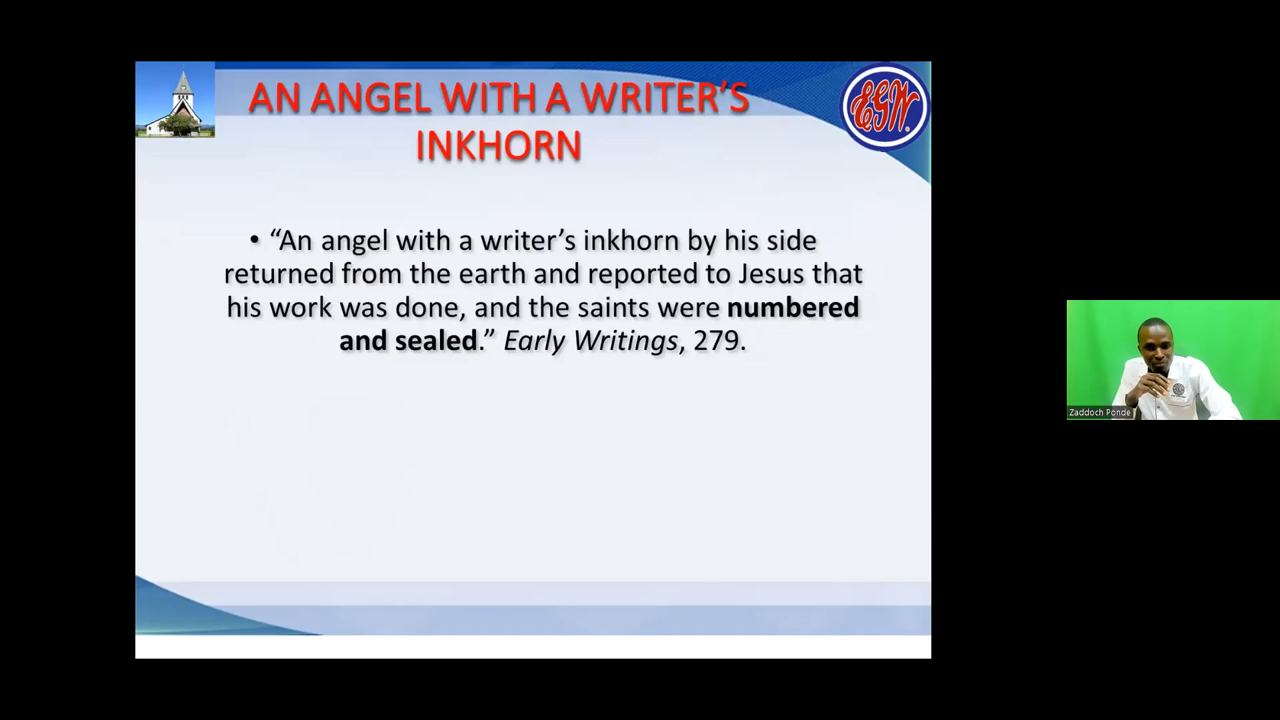 AN ANGEL WITH A WRITER'S
INKHORN
EGW
• “An angel with a writer’s inkhorn by his side
returned from the earth and reported to Jesus that
his work was done, and the saints were numbered
and sealed.” Early Writings, 279.
Zaddoch Ponde